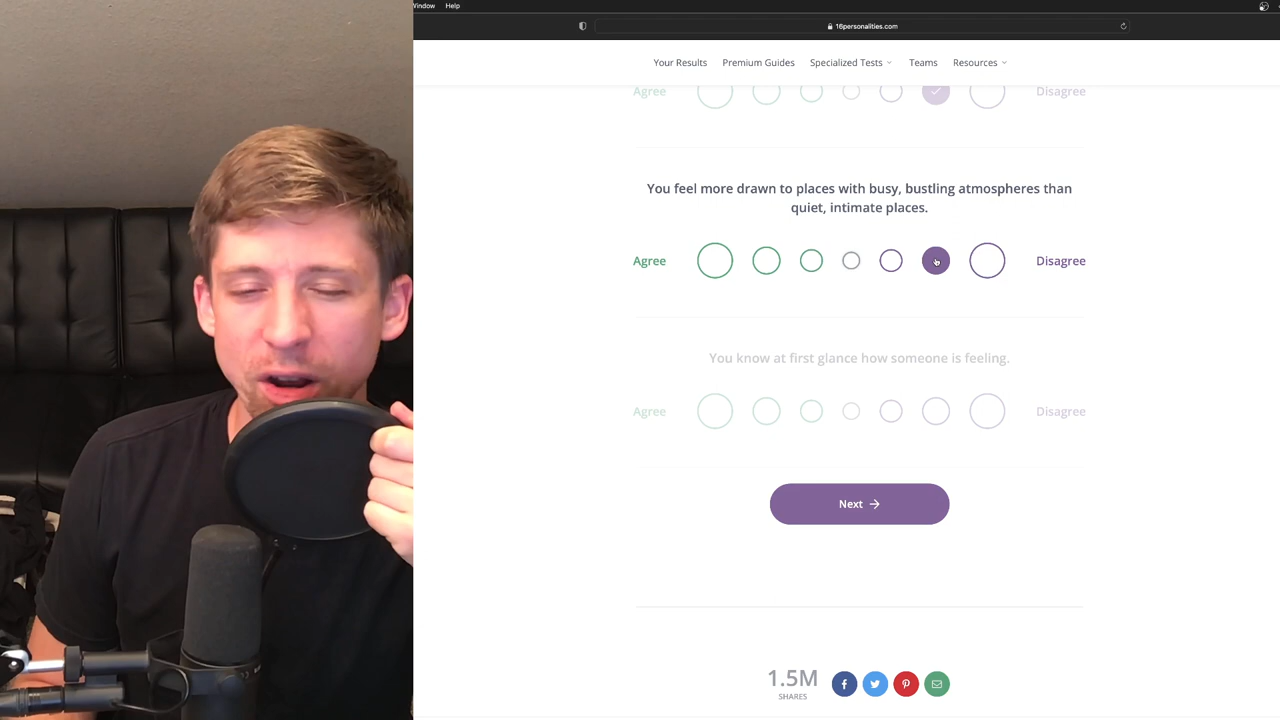 Window Help
16personalities.com
Your Results Premium Guides Specialized Tests Teams Resources
Agree Disagree
You feel more drawn to places with busy, bustling atmospheres than
quiet, intimate places.
Agree Disagree
You know at first glance how someone is feeling.
Agree Disagree
Next
1.5M
SHARES